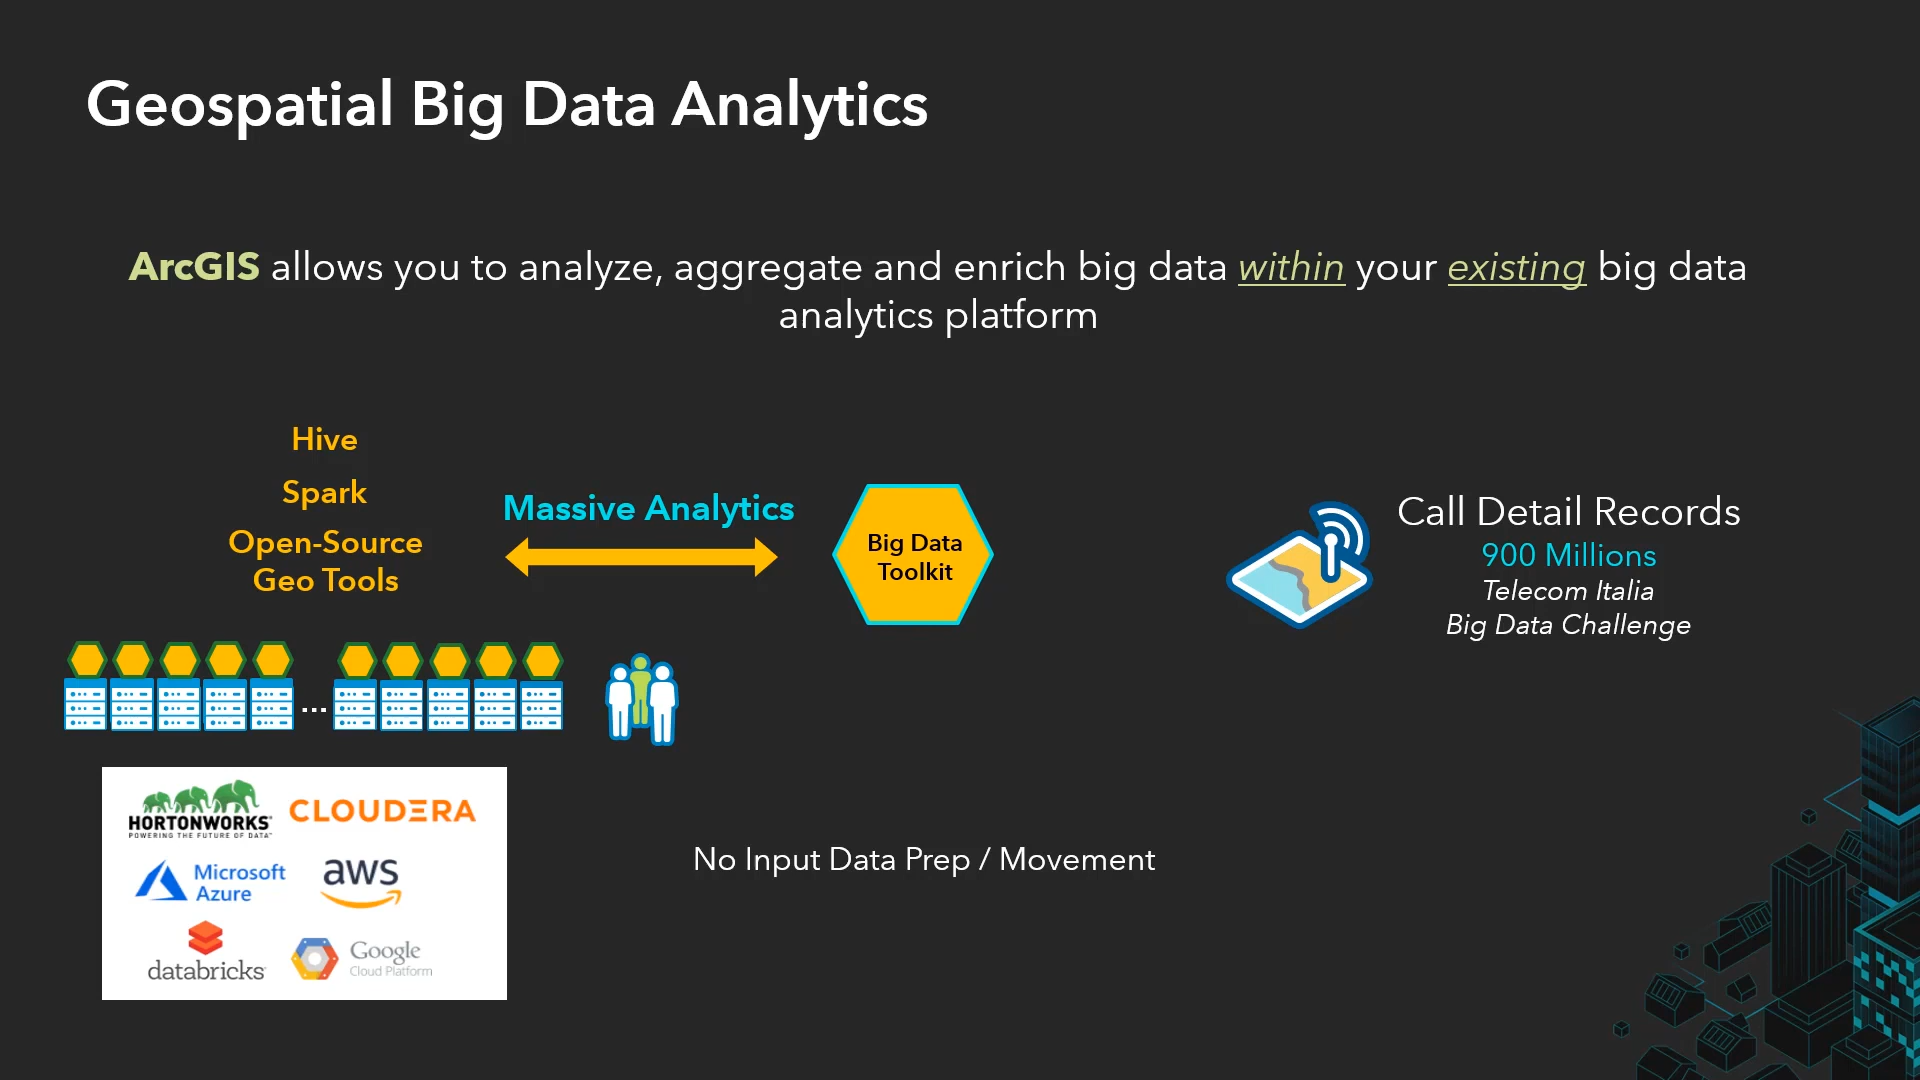 Geospatial Big Data Analytics
ArcGIS allows you to analyze, aggregate and enrich big data within your existing big data
analytics platform
Hive
Spark
Open-Source
Geo Tools
Massive Analytics
Big Data
Toolkit
Call Detail Records
900 Millions
Telecom Italia
Big Data Challenge
...
HORTONWORKS
POWERING THE FUTURE OF DATA™
CLOUDERA
Microsoft
Azure
aws
databricks
Google
Cloud Platform
No Input Data Prep / Movement